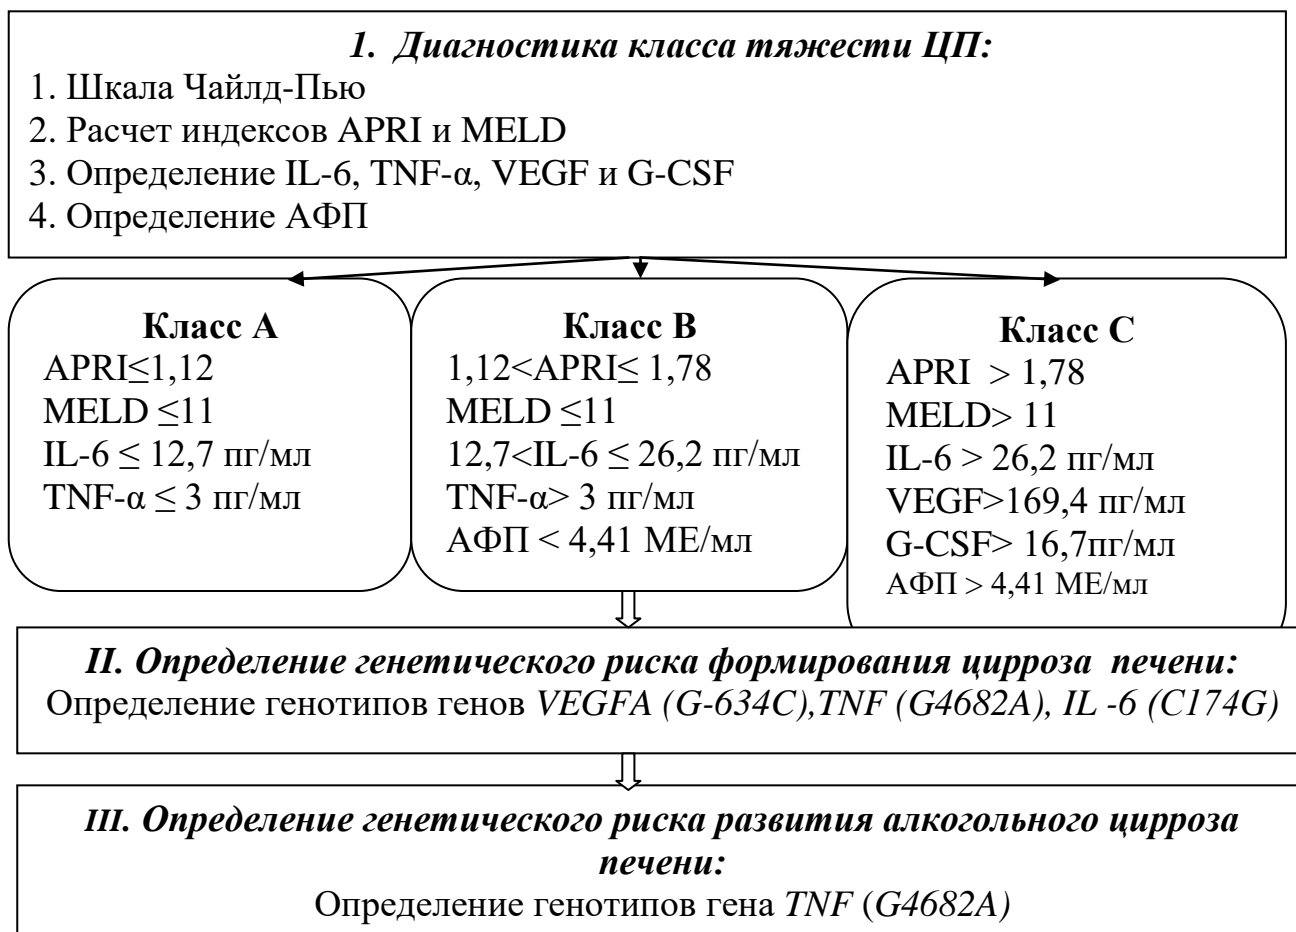 1. Диагностика класса тяжести ЦП:
1. Шкала Чайлд-Пью
2. Расчет индексов APRI и MELD
3. Определение IL-6, TNF-α, VEGF и G-CSF
4. Определение АФП
Класс А
APRI≤1,12
MELD ≤11
IL-6 ≤ 12,7 пг/мл
TNF-α ≤ 3 пг/мл
Класс В
1,12<APRI≤ 1,78
MELD ≤11
12,7<IL-6 ≤ 26,2 пг/мл
TNF-α> 3 пг/мл
АФП < 4,41 МЕ/мл
Класс С
APRI > 1,78
MELD> 11
IL-6 > 26,2 пг/мл
VEGF>169,4 пг/мл
G-CSF> 16,7пг/мл
АФП > 4,41 МЕ/мл
II. Определение генетического риска формирования цирроза печени:
Определение генотипов генов VEGFA (G-634C),TNF (G4682A), IL -6 (C174G)
III. Определение генетического риска развития алкогольного цирроза
печени:
Определение генотипов гена TNF (G4682A)